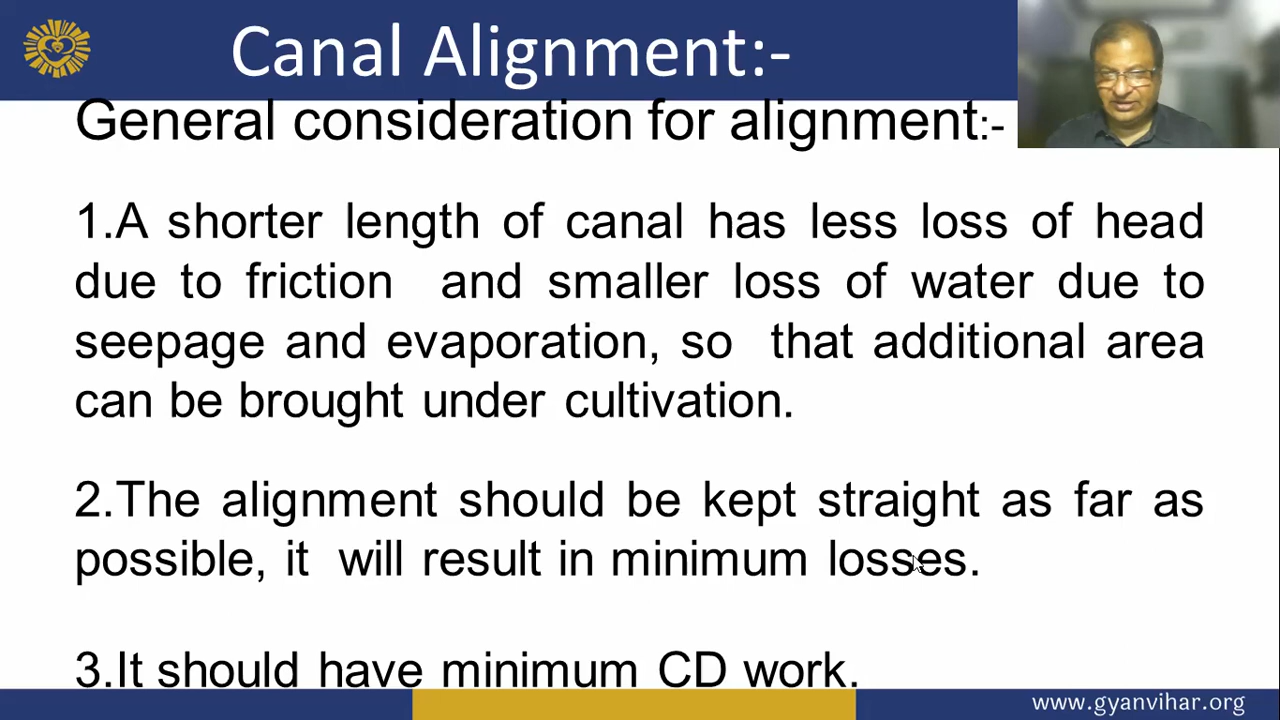 Canal Alignment:-
General consideration for alignment:-
1.A shorter length of canal has less loss of head
due to friction and smaller loss of water due to
seepage and evaporation, so that additional area
can be brought under cultivation.
2.The alignment should be kept straight as far as
possible, it will result in minimum losses.
3.It should have minimum CD work.
www.gyanvihar.org